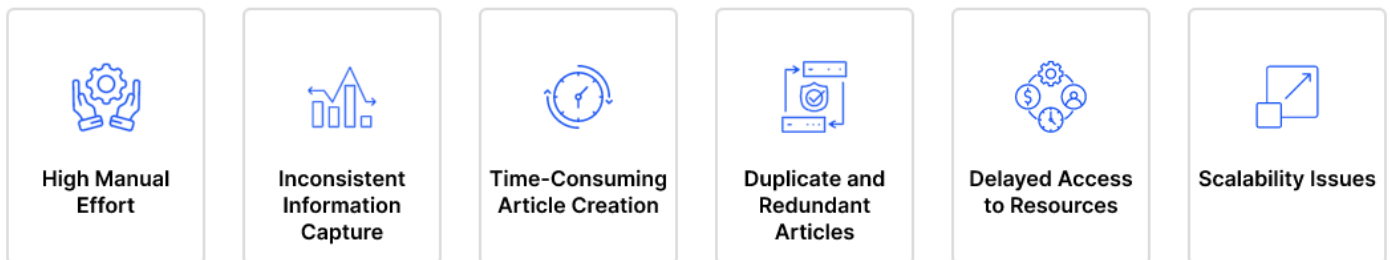 High Manual
Effort
Inconsistent
Information
Capture
Time-Consuming
Article Creation
Duplicate and
Redundant
Articles
Delayed Access
to Resources
Scalability Issues